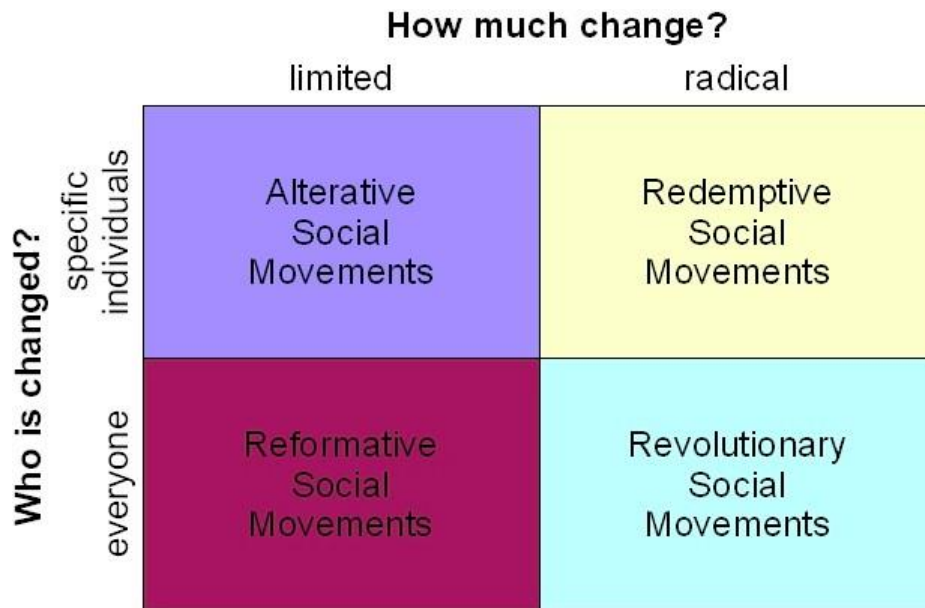 How much change?
limited
radical
Who is changed?
specific
individuals
Alterative
Social
Movements
Redemptive
Social
Movements
everyone
Reformative
Social
Movements
Revolutionary
Social
Movements